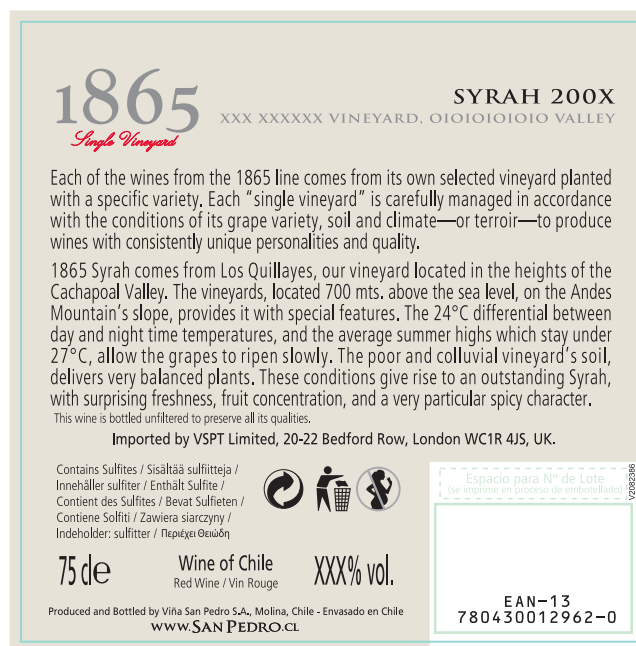 1865
Single Vineyard
SYRAH 200X
XXX XXXXXX VINEYARD, OIOIOIOIOIO VALLEY
Each of the wines from the 1865 line comes from its own selected vineyard planted
with a specific variety. Each “single vineyard” is carefully managed in accordance
with the conditions of its grape variety, soil and climate—or terroir—to produce
wines with consistently unique personalities and quality.
1865 Syrah comes from Los Quillayes, our vineyard located in the heights of the
Cachapoal Valley. The vineyards, located 700 mts. above the sea level, on the Andes
Mountain’s slope, provides it with special features. The 24°C differential between
day and night time temperatures, and the average summer highs which stay under
27°C, allow the grapes to ripen slowly. The poor and colluvial vineyard’s soil,
delivers very balanced plants. These conditions give rise to an outstanding Syrah,
with surprising freshness, fruit concentration, and a very particular spicy character.
This wine is bottled unfiltered to preserve all its qualities.
Imported by VSPT Limited, 20-22 Bedford Row, London WC1R 4JS, UK.
Contains Sulfites / Sisältää sulfiitteja /
Innehåller sulfiter / Enthält Sulfite /
Contient des Sulfites / Bevat Sulfieten /
Contiene Solfiti / Zawiera siarczyny /
Indeholder: sulfitter / Περιέχει Θειώδη
75 cl e
Wine of Chile
Red Wine / Vin Rouge
XXX% vol.
Produced and Bottled by Viña San Pedro S.A., Molina, Chile - Envasado en Chile
WWW.SAN PEDRO.CL
Espacio para Nº de Lote
(se imprime en proceso de embotellado)
V2082386
EAN-13
780430012962-0